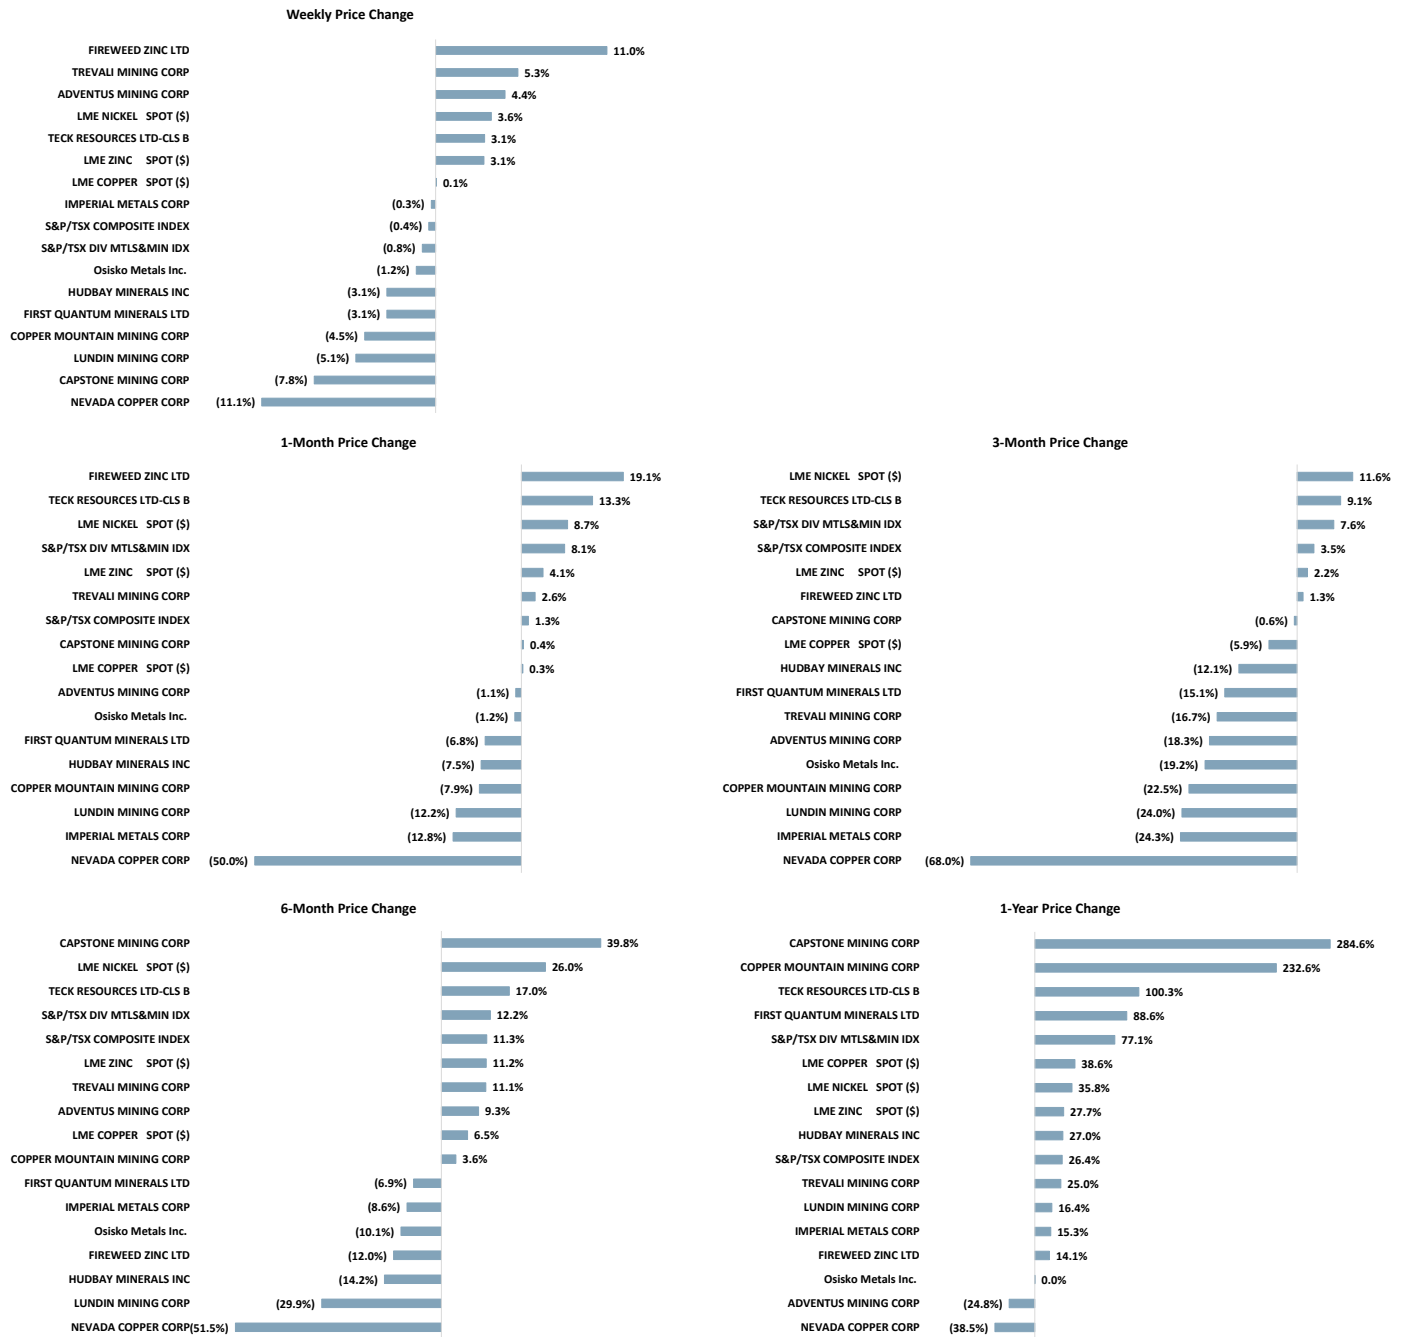 Weekly Price Change
FIREWEED ZINC LTD 11.0%
TREVALI MINING CORP 5.3%
ADVENTUS MINING CORP 4.4%
LME NICKEL SPOT ($) 3.6%
TECK RESOURCES LTD-CLS B 3.1%
LME ZINC SPOT ($) 3.1%
LME COPPER SPOT ($) 0.1%
IMPERIAL METALS CORP (0.3%)
S&P/TSX COMPOSITE INDEX (0.4%)
S&P/TSX DIV MTLS&MIN IDX (0.8%)
Osisko Metals Inc. (1.2%)
HUDBAY MINERALS INC (3.1%)
FIRST QUANTUM MINERALS LTD (3.1%)
COPPER MOUNTAIN MINING CORP (4.5%)
LUNDIN MINING CORP (5.1%)
CAPSTONE MINING CORP (7.8%)
NEVADA COPPER CORP (11.1%)
1-Month Price Change
FIREWEED ZINC LTD 19.1%
TECK RESOURCES LTD-CLS B 13.3%
LME NICKEL SPOT ($) 8.7%
S&P/TSX DIV MTLS&MIN IDX 8.1%
LME ZINC SPOT ($) 4.1%
TREVALI MINING CORP 2.6%
S&P/TSX COMPOSITE INDEX 1.3%
CAPSTONE MINING CORP 0.4%
LME COPPER SPOT ($) 0.3%
ADVENTUS MINING CORP (1.1%)
Osisko Metals Inc. (1.2%)
FIRST QUANTUM MINERALS LTD (6.8%)
HUDBAY MINERALS INC (7.5%)
COPPER MOUNTAIN MINING CORP (7.9%)
LUNDIN MINING CORP (12.2%)
IMPERIAL METALS CORP (12.8%)
NEVADA COPPER CORP (50.0%)
3-Month Price Change
LME NICKEL SPOT ($) 11.6%
TECK RESOURCES LTD-CLS B 9.1%
S&P/TSX DIV MTLS&MIN IDX 7.6%
S&P/TSX COMPOSITE INDEX 3.5%
LME ZINC SPOT ($) 2.2%
FIREWEED ZINC LTD 1.3%
CAPSTONE MINING CORP (0.6%)
LME COPPER SPOT ($) (5.9%)
HUDBAY MINERALS INC (12.1%)
FIRST QUANTUM MINERALS LTD (15.1%)
TREVALI MINING CORP (16.7%)
ADVENTUS MINING CORP (18.3%)
Osisko Metals Inc. (19.2%)
COPPER MOUNTAIN MINING CORP (22.5%)
LUNDIN MINING CORP (24.0%)
IMPERIAL METALS CORP (24.3%)
NEVADA COPPER CORP (68.0%)
6-Month Price Change
CAPSTONE MINING CORP 39.8%
LME NICKEL SPOT ($) 26.0%
TECK RESOURCES LTD-CLS B 17.0%
S&P/TSX DIV MTLS&MIN IDX 12.2%
S&P/TSX COMPOSITE INDEX 11.3%
LME ZINC SPOT ($) 11.2%
TREVALI MINING CORP 11.1%
ADVENTUS MINING CORP 9.3%
LME COPPER SPOT ($) 6.5%
COPPER MOUNTAIN MINING CORP 3.6%
FIRST QUANTUM MINERALS LTD (6.9%)
IMPERIAL METALS CORP (8.6%)
Osisko Metals Inc. (10.1%)
FIREWEED ZINC LTD (12.0%)
HUDBAY MINERALS INC (14.2%)
LUNDIN MINING CORP (29.9%)
NEVADA COPPER CORP (51.5%)
1-Year Price Change
CAPSTONE MINING CORP 284.6%
COPPER MOUNTAIN MINING CORP 232.6%
TECK RESOURCES LTD-CLS B 100.3%
FIRST QUANTUM MINERALS LTD 88.6%
S&P/TSX DIV MTLS&MIN IDX 77.1%
LME COPPER SPOT ($) 38.6%
LME NICKEL SPOT ($) 35.8%
LME ZINC SPOT ($) 27.7%
HUDBAY MINERALS INC 27.0%
S&P/TSX COMPOSITE INDEX 26.4%
TREVALI MINING CORP 25.0%
LUNDIN MINING CORP 16.4%
IMPERIAL METALS CORP 15.3%
FIREWEED ZINC LTD 14.1%
Osisko Metals Inc. 0.0%
ADVENTUS MINING CORP (24.8%)
NEVADA COPPER CORP (38.5%)